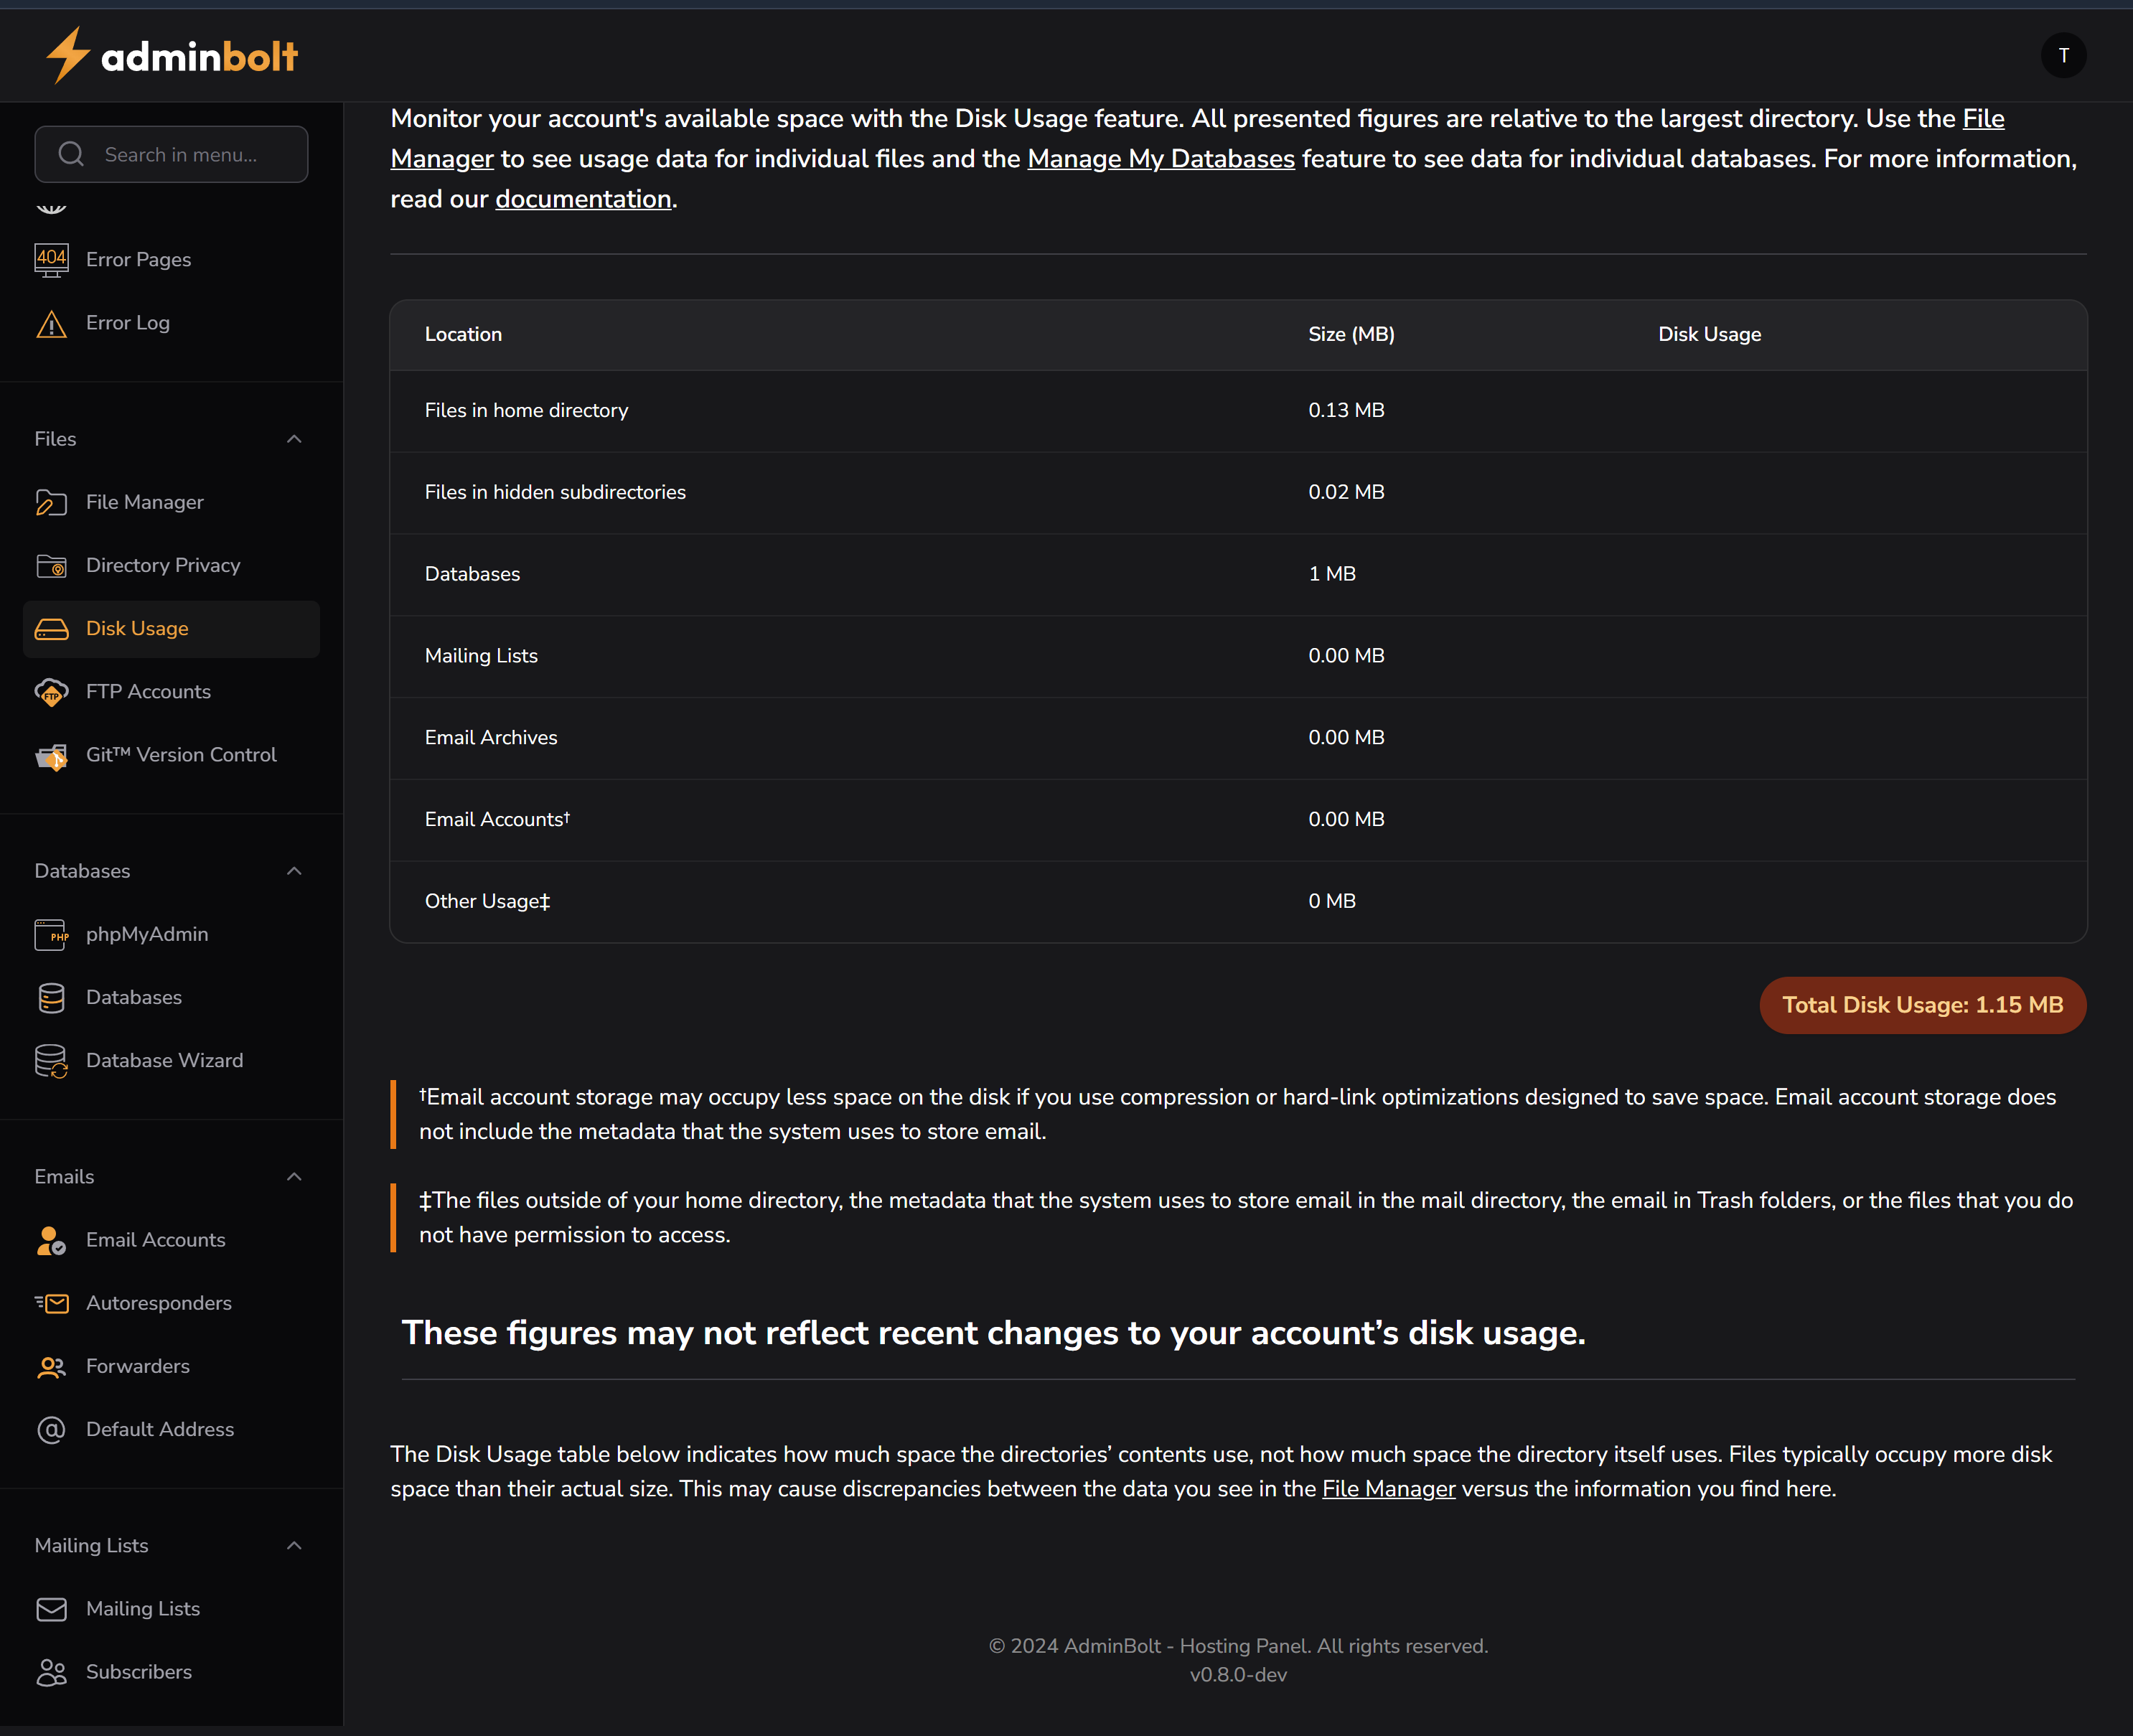 adminbolt
T
Search in menu...
404
Error Pages
Error Log
Files
File Manager
Directory Privacy
Disk Usage
FTP
FTP Accounts
Git™ Version Control
Databases
PHP
phpMyAdmin
Databases
Database Wizard
Emails
Email Accounts
Autoresponders
Forwarders
@
Default Address
Mailing Lists
Mailing Lists
Subscribers
Monitor your account's available space with the Disk Usage feature. All presented figures are relative to the largest directory. Use the File
Manager to see usage data for individual files and the Manage My Databases feature to see data for individual databases. For more information,
read our documentation.
Location Size (MB) Disk Usage
Files in home directory 0.13 MB
Files in hidden subdirectories 0.02 MB
Databases 1 MB
Mailing Lists 0.00 MB
Email Archives 0.00 MB
Email Accounts† 0.00 MB
Other Usage‡ 0 MB
Total Disk Usage: 1.15 MB
†Email account storage may occupy less space on the disk if you use compression or hard-link optimizations designed to save space. Email account storage does
not include the metadata that the system uses to store email.
‡The files outside of your home directory, the metadata that the system uses to store email in the mail directory, the email in Trash folders, or the files that you do
not have permission to access.
These figures may not reflect recent changes to your account’s disk usage.
The Disk Usage table below indicates how much space the directories’ contents use, not how much space the directory itself uses. Files typically occupy more disk
space than their actual size. This may cause discrepancies between the data you see in the File Manager versus the information you find here.
© 2024 AdminBolt - Hosting Panel. All rights reserved.
v0.8.0-dev